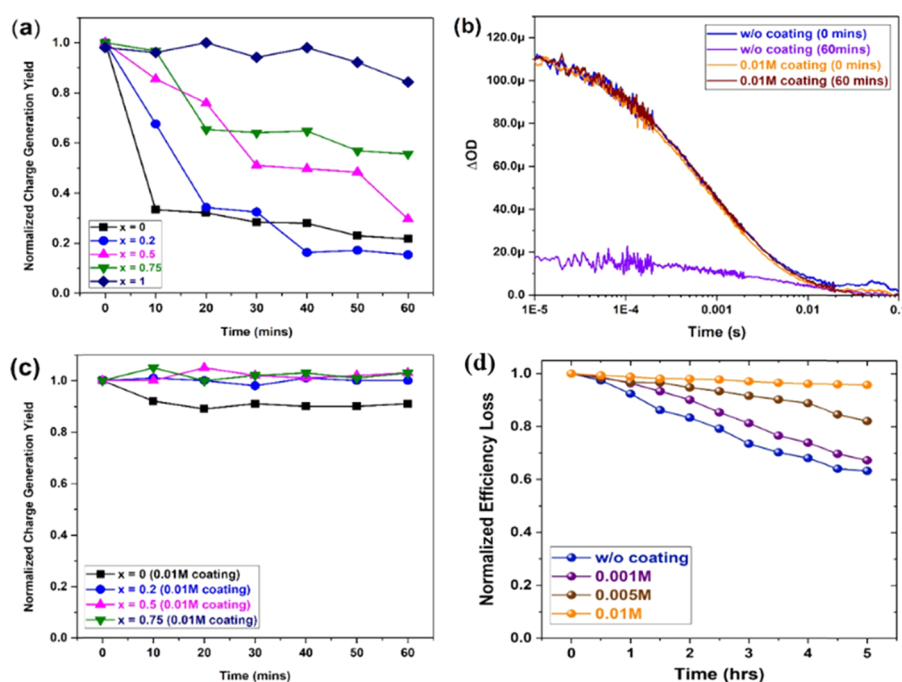 (a)
Normalized Charge Generation Yield
1.0
0.8
0.6
0.4
0.2
0.0
x = 0
x = 0.2
x = 0.5
x = 0.75
x = 1
0 10 20 30 40 50 60
Time (mins)
(b)
ΔOD
120.0µ
100.0µ
80.0µ
60.0µ
40.0µ
20.0µ
0.0
w/o coating (0 mins)
w/o coating (60mins)
0.01M coating (0 mins)
0.01M coating (60 mins)
1E-5 1E-4 0.001 0.01
Time (s)
(c)
Normalized Charge Generation Yield
1.0
0.8
0.6
0.4
0.2
0.0
x = 0 (0.01M coating)
x = 0.2 (0.01M coating)
x = 0.5 (0.01M coating)
x = 0.75 (0.01M coating)
0 10 20 30 40 50 60
Time (mins)
(d)
Normalized Efficiency Loss
1.0
0.8
0.6
0.4
0.2
0.0
w/o coating
0.001M
0.005M
0.01M
0 1 2 3 4 5
Time (hrs)